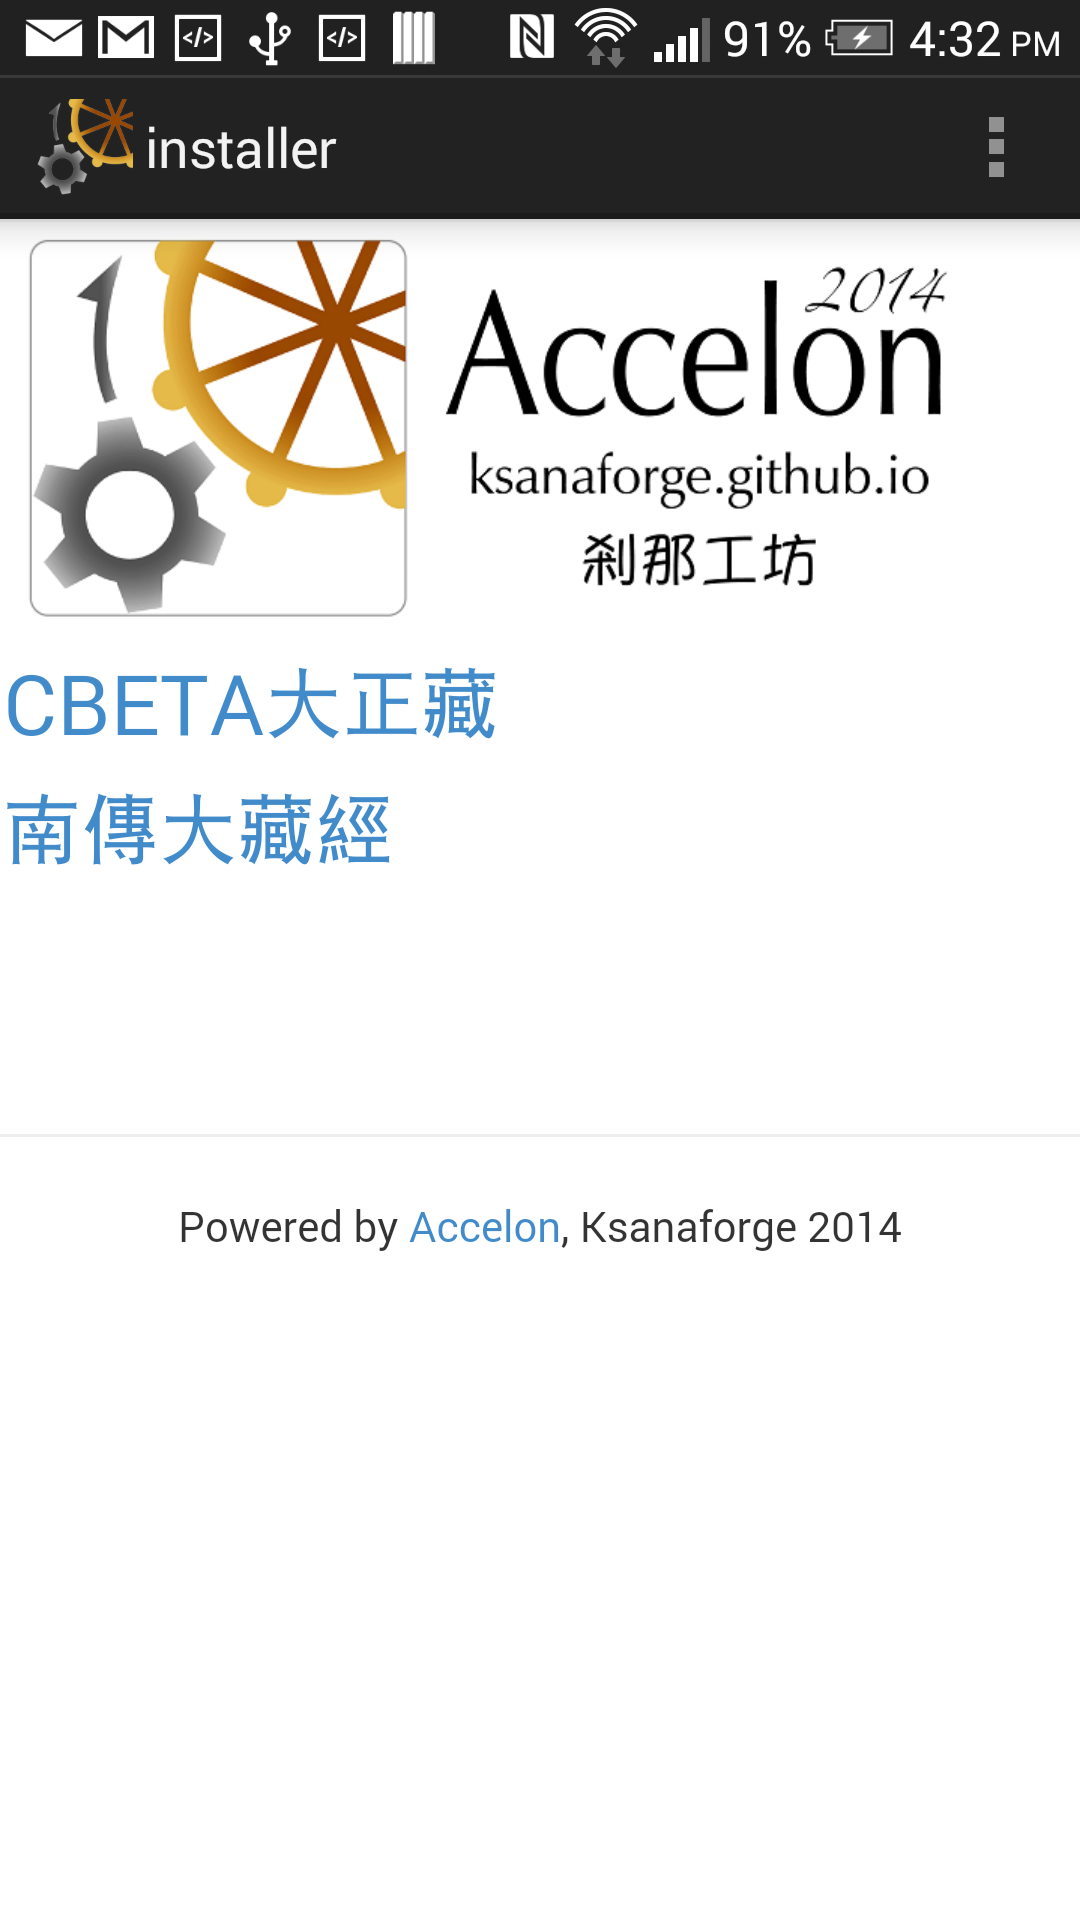 91% 4:32 PM
installer
2014
Accelon
ksanaforge.github.io
剎那工坊
CBETA大正藏
南傳大藏經
Powered by Accelon, Ksanaforge 2014